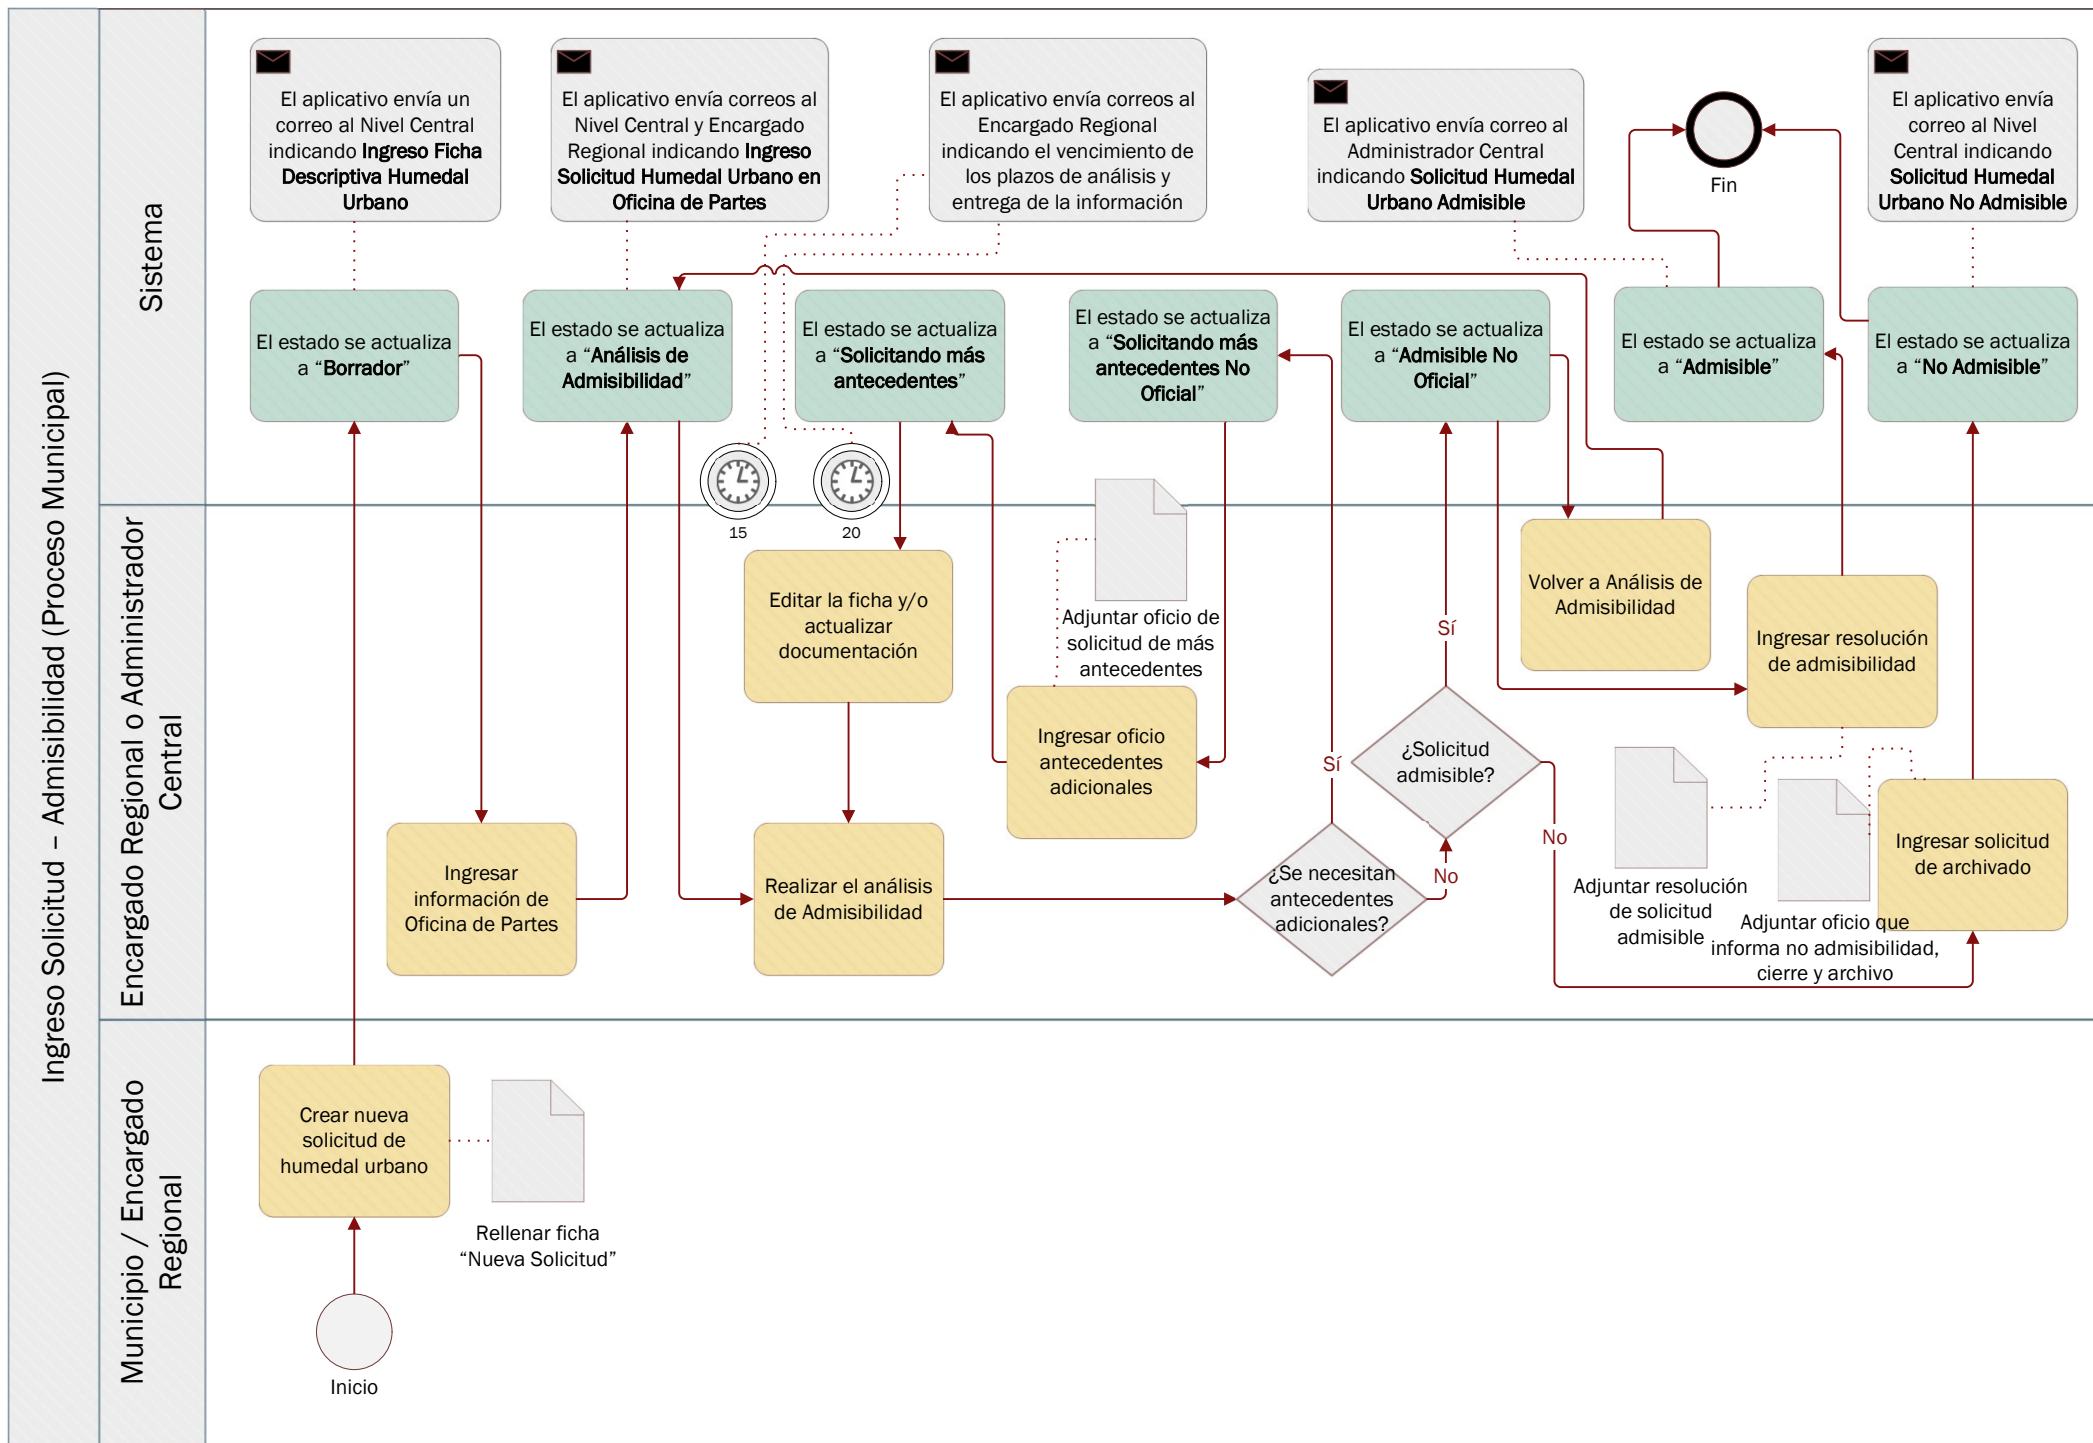 Ingreso Solicitud – Admisibilidad (Proceso Municipal)
Sistema
El aplicativo envía un
correo al Nivel Central
indicando Ingreso Ficha
Descriptiva Humedal
Urbano
El aplicativo envía correos al
Nivel Central y Encargado
Regional indicando Ingreso
Solicitud Humedal Urbano en
Oficina de Partes
El aplicativo envía correos al
Encargado Regional
indicando el vencimiento de
los plazos de análisis y
entrega de la información
El aplicativo envía correo al
Administrador Central
indicando Solicitud Humedal
Urbano Admisible
Fin
El aplicativo envía
correo al Nivel
Central indicando
Solicitud Humedal
Urbano No Admisible
El estado se actualiza
a “Borrador”
El estado se actualiza
a “Análisis de
Admisibilidad”
El estado se actualiza
a “Solicitando más
antecedentes”
El estado se actualiza
a “Solicitando más
antecedentes No
Oficial”
El estado se actualiza
a “Admisible No
Oficial”
El estado se actualiza
a “Admisible”
El estado se actualiza
a “No Admisible”
15
20
Encargado Regional o Administrador
Central
Editar la ficha y/o
actualizar
documentación
Adjuntar oficio de
solicitud de más
antecedentes
Sí
Volver a Análisis de
Admisibilidad
Ingresar resolución
de admisibilidad
Ingresar oficio
antecedentes
adicionales
Sí
¿Solicitud
admisible?
No
Ingresar
información de
Oficina de Partes
Realizar el análisis
de Admisibilidad
¿Se necesitan
antecedentes
adicionales?
No
Adjuntar resolución
de solicitud
admisible
Adjuntar oficio que
informa no admisibilidad,
cierre y archivo
Ingresar solicitud
de archivado
Municipio / Encargado
Regional
Crear nueva
solicitud de
humedal urbano
Rellenar ficha
“Nueva Solicitud”
Inicio